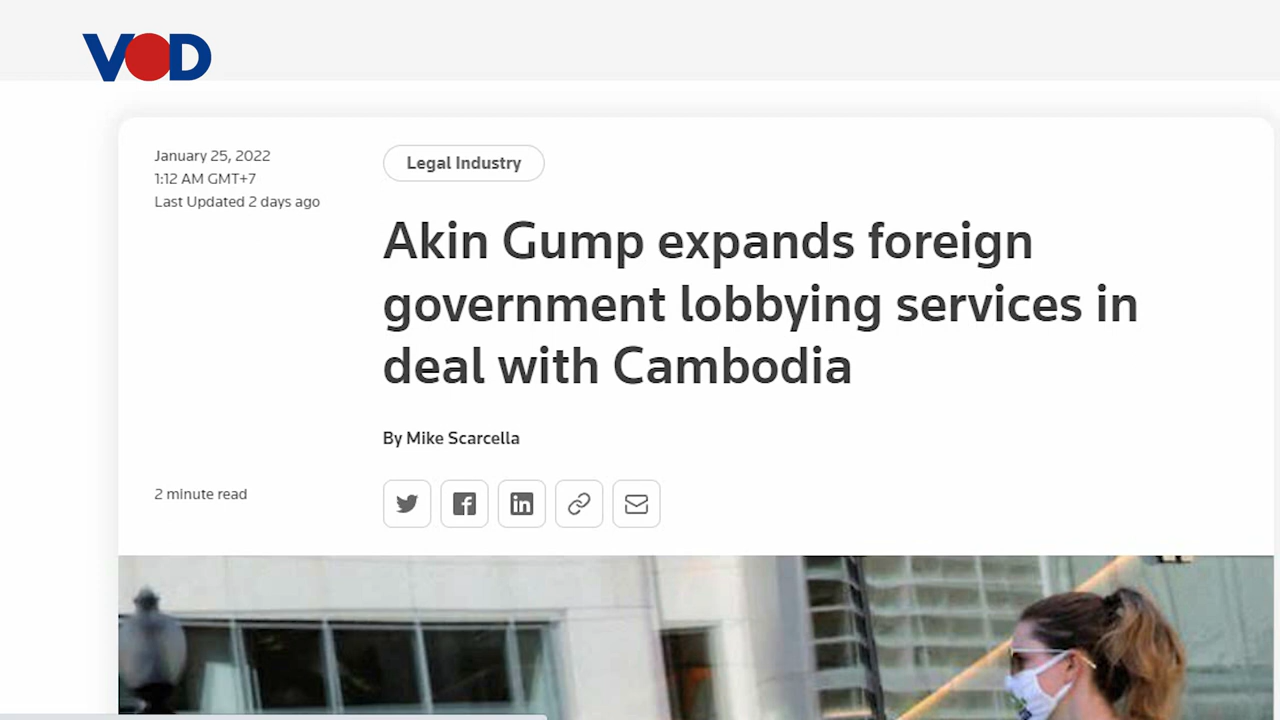 VOD
January 25, 2022
1:12 AM GMT+7
Last Updated 2 days ago
Legal Industry
Akin Gump expands foreign
government lobbying services in
deal with Cambodia
By Mike Scarcella
2 minute read